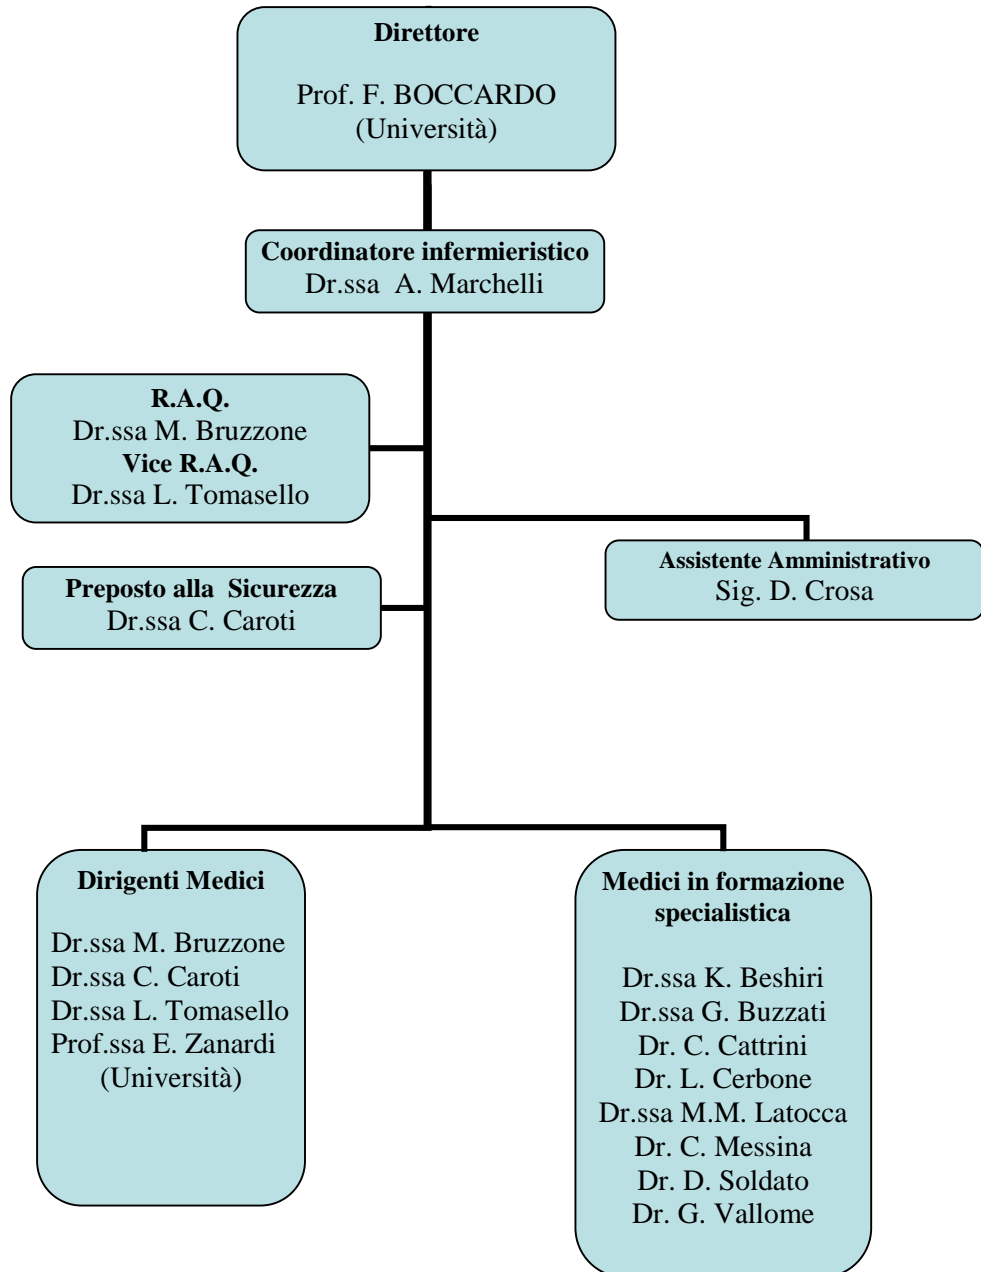 Direttore
Prof. F. BOCCARDO
(Università)
Coordinatore infermieristico
Dr.ssa A. Marchelli
R.A.Q.
Dr.ssa M. Bruzzone
Vice R.A.Q.
Dr.ssa L. Tomasello
Assistente Amministrativo
Sig. D. Crosa
Preposto alla Sicurezza
Dr.ssa C. Caroti
Dirigenti Medici
Dr.ssa M. Bruzzone
Dr.ssa C. Caroti
Dr.ssa L. Tomasello
Prof.ssa E. Zanardi
(Università)
Medici in formazione
specialistica
Dr.ssa K. Beshiri
Dr.ssa G. Buzzati
Dr. C. Cattrini
Dr. L. Cerbone
Dr.ssa M.M. Latocca
Dr. C. Messina
Dr. D. Soldato
Dr. G. Vallome